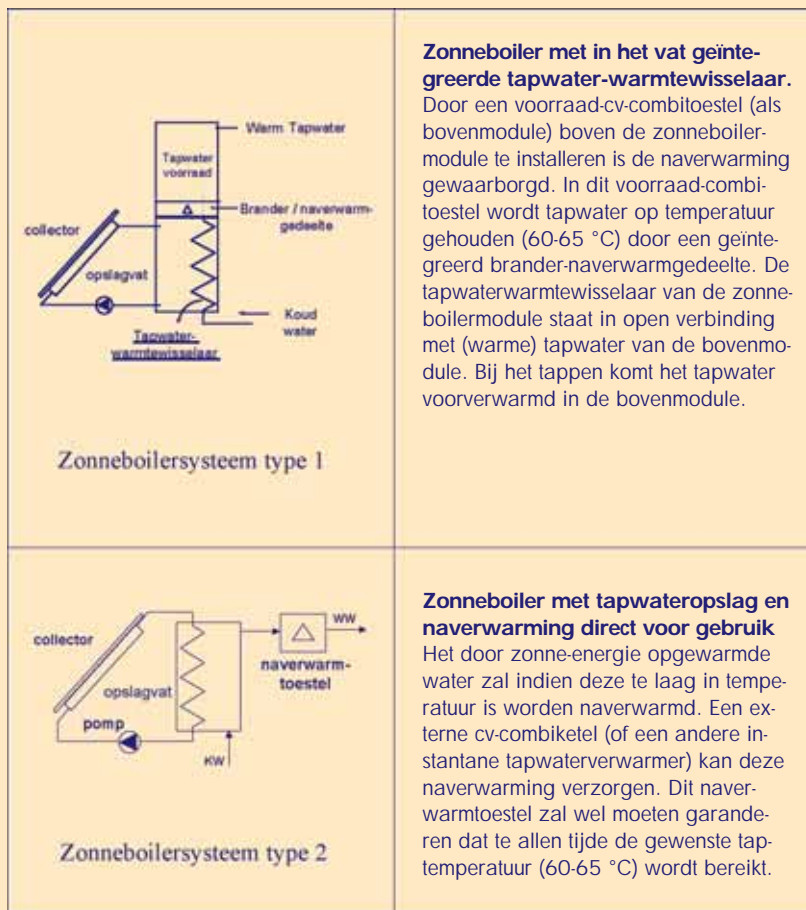 Warm Tapwater
Tapwater
voorraad
Brander / naverwarm-
gedeelte
collector
opslagvat
Koud
water
Tapwater-
warmtewisselaar
Zonneboilersysteem type 1
Zonneboiler met in het vat geïnte-
greerde tapwater-warmtewisselaar.
Door een voorraad-cv-combitoestel (als
bovenmodule) boven de zonneboiler-
module te installeren is de naverwarming
gewaarborgd. In dit voorraad-combi-
toestel wordt tapwater op temperatuur
gehouden (60-65 °C) door een geïnte-
greerd brander-naverwarmgedeelte. De
tapwaterwarmtewisselaar van de zonne-
boilermodule staat in open verbinding
met (warme) tapwater van de bovenmo-
dule. Bij het tappen komt het tapwater
voorverwarmd in de bovenmodule.
collector
opslagvat
pomp
KW
WW
naverwarm-
toestel
Zonneboilersysteem type 2
Zonneboiler met tapwateropslag en
naverwarming direct voor gebruik
Het door zonne-energie opgewarmde
water zal indien deze te laag in tempe-
ratuur is worden naverwarmd. Een ex-
terne cv-combiketel (of een andere in-
stantane tapwaterverwarmer) kan deze
naverwarming verzorgen. Dit naver-
warmtoestel zal wel moeten garande-
ren dat te allen tijde de gewenste tap-
temperatuur (60-65 °C) wordt bereikt.